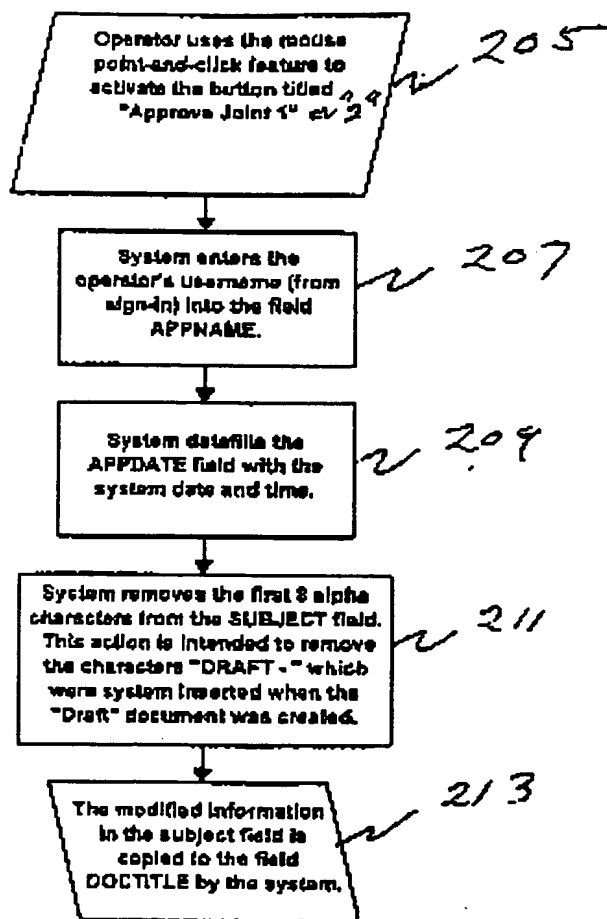 Operator uses the mouse
point-and-click feature to
activate the button titled
"Approve Joint 1" or 2"
205
System enters the
operator's username (from
sign-in) into the field
APPNAME.
207
System datafills the
APPDATE field with the
system date and time.
209
System removes the first 8 alpha
characters from the SUBJECT field.
This action is intended to remove
the characters "DRAFT - " which
were system inserted when the
"Draft" document was created.
211
The modified information
in the subject field is
copied to the field
DOCTITLE by the system.
213